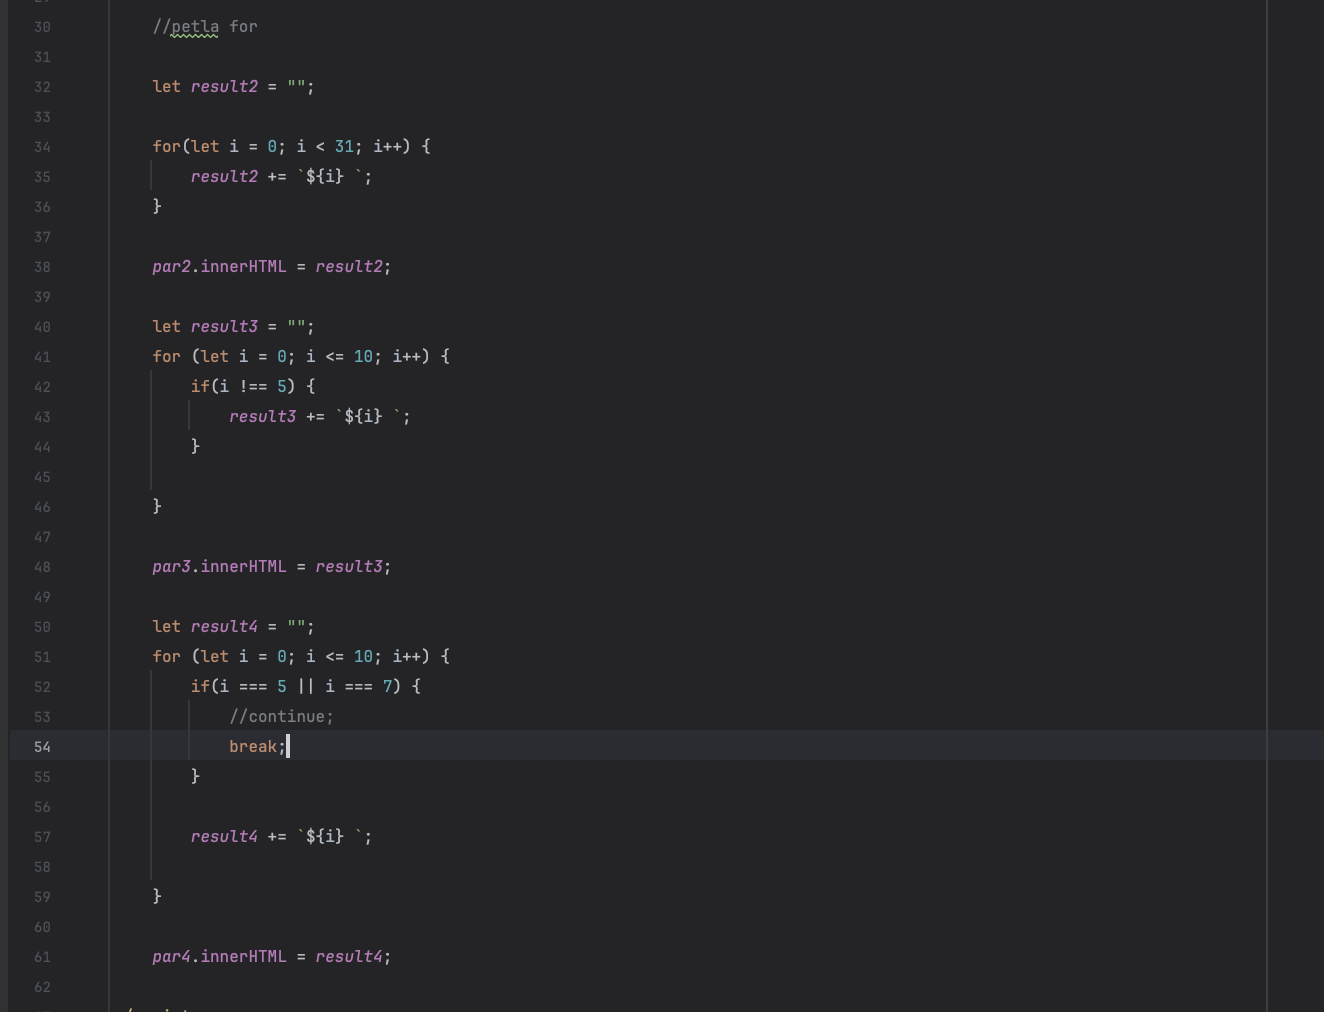 30 //petla for
31
32 let result2 = "";
33
34 for(let i = 0; i < 31; i++) {
35 result2 += `${i} `;
36 }
37
38 par2.innerHTML = result2;
39
40 let result3 = "";
41 for (let i = 0; i <= 10; i++) {
42 if(i !== 5) {
43 result3 += `${i} `;
44 }
45
46 }
47
48 par3.innerHTML = result3;
49
50 let result4 = "";
51 for (let i = 0; i <= 10; i++) {
52 if(i === 5 || i === 7) {
53 //continue;
54 break;
55 }
56
57 result4 += `${i} `;
58
59 }
60
61 par4.innerHTML = result4;
62